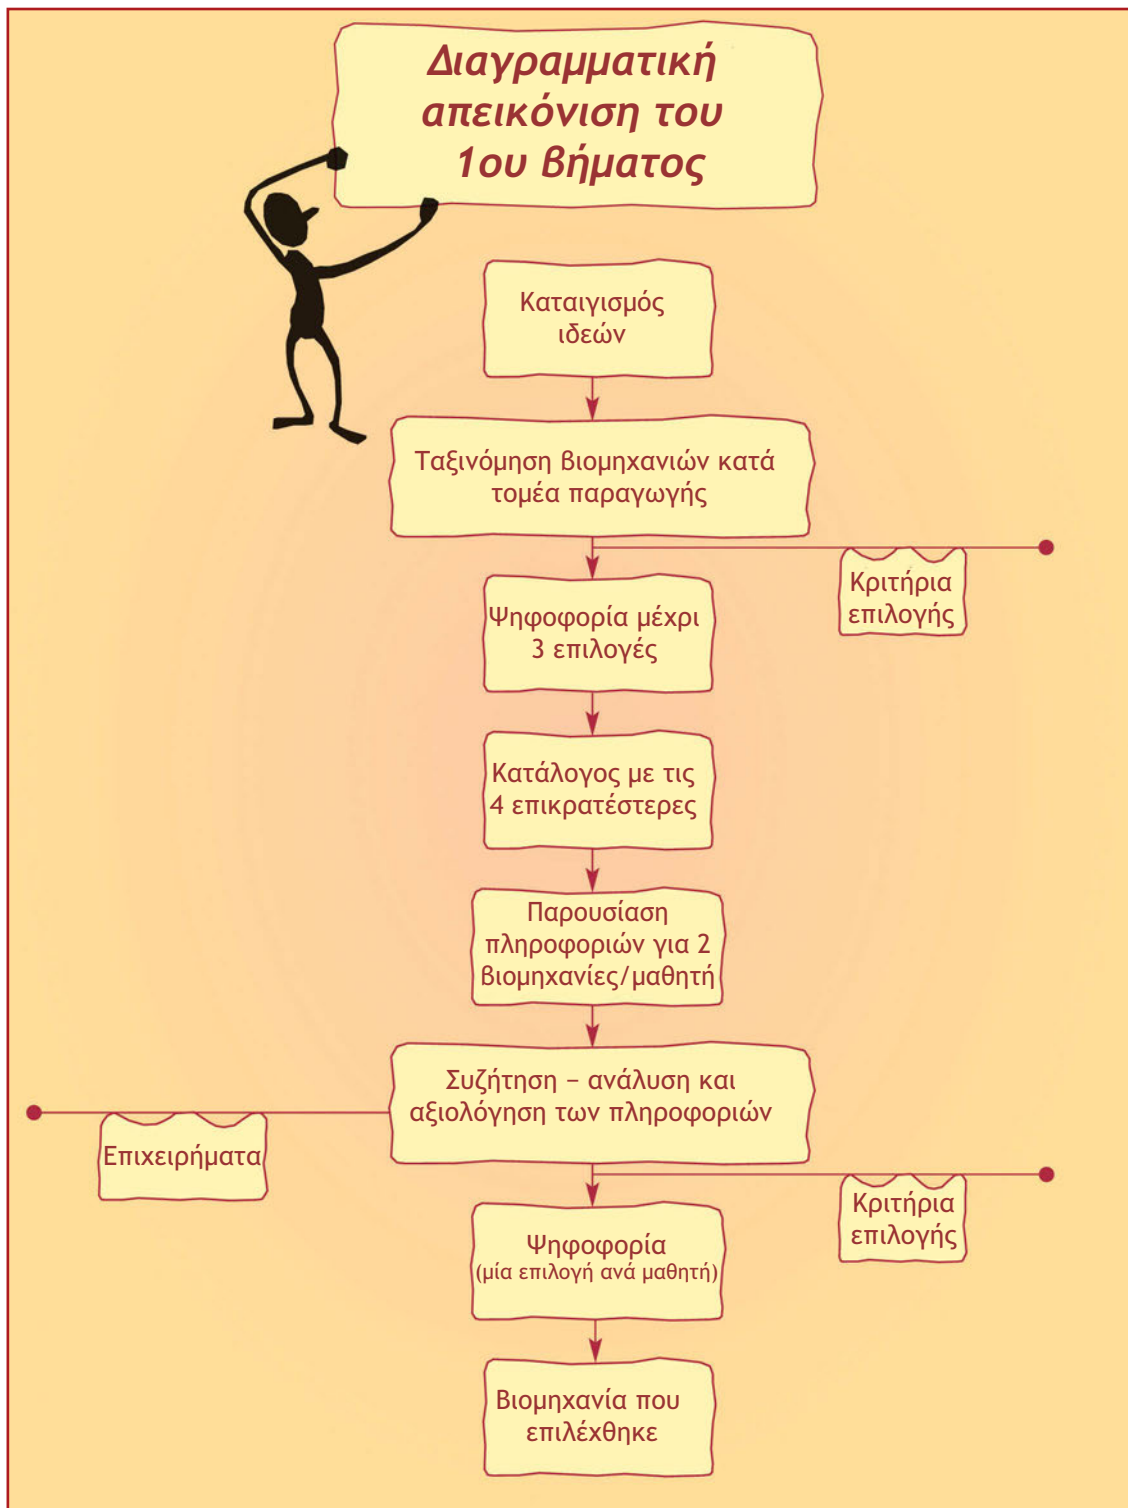 Διαγραμματική
απεικόνιση του
1ου βήματος
Καταιγισμός
ιδεών
Ταξινόμηση βιομηχανιών κατά
τομέα παραγωγής
Κριτήρια
επιλογής
Ψηφοφορία μέχρι
3 επιλογές
Κατάλογος με τις
4 επικρατέστερες
Παρουσίαση
πληροφοριών για 2
βιομηχανίες/μαθητή
Συζήτηση – ανάλυση και
αξιολόγηση των πληροφοριών
Επιχειρήματα
Κριτήρια
επιλογής
Ψηφοφορία
(μία επιλογή ανά μαθητή)
Βιομηχανία που
επιλέχθηκε